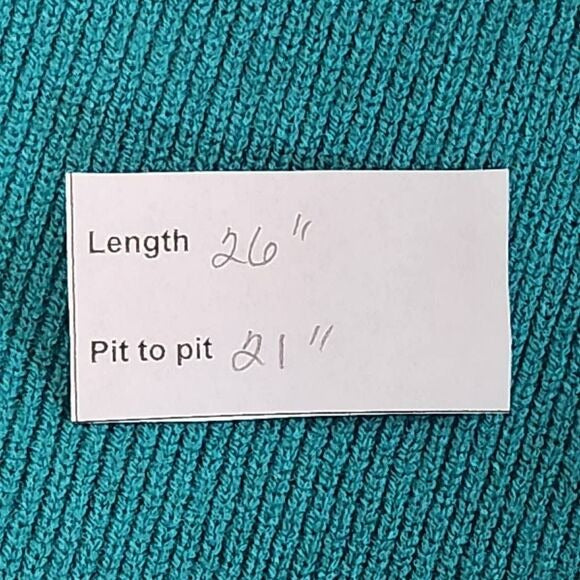 Length 26"
Pit to pit 21"